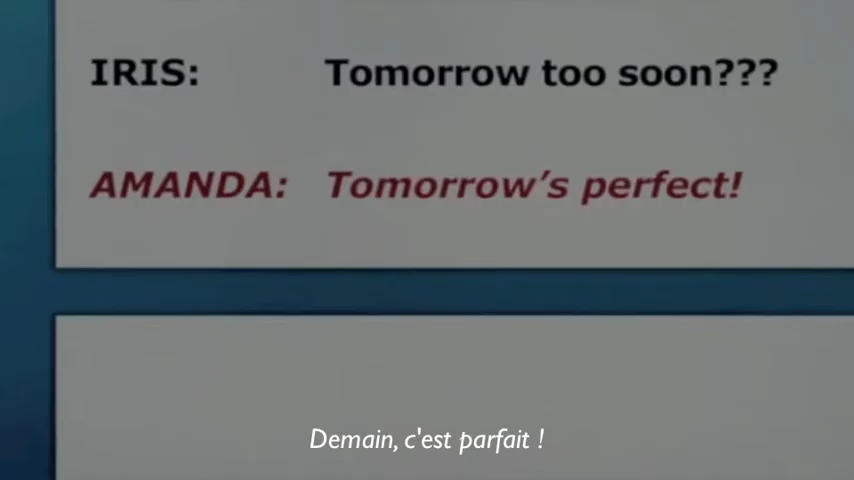 IRIS: Tomorrow too soon???
AMANDA: Tomorrow’s perfect!
Demain, c'est parfait !